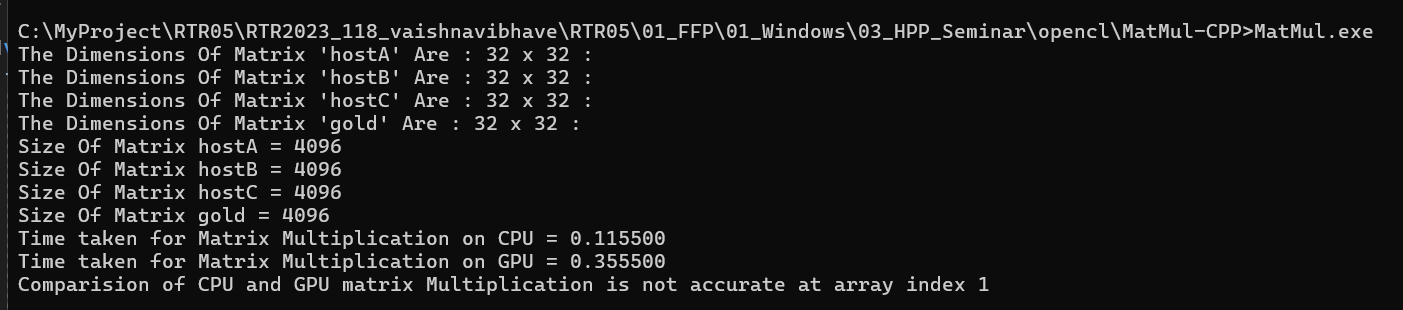 C:\MyProject\RTR05\RTR2023_118_vaishnavibhave\RTR05\01_FFP\01_Windows\03_HPP_Seminar\opencl\MatMul-CPP>MatMul.exe
The Dimensions Of Matrix 'hostA' Are : 32 x 32 :
The Dimensions Of Matrix 'hostB' Are : 32 x 32 :
The Dimensions Of Matrix 'hostC' Are : 32 x 32 :
The Dimensions Of Matrix 'gold' Are : 32 x 32 :
Size Of Matrix hostA = 4096
Size Of Matrix hostB = 4096
Size Of Matrix hostC = 4096
Size Of Matrix gold = 4096
Time taken for Matrix Multiplication on CPU = 0.115500
Time taken for Matrix Multiplication on GPU = 0.355500
Comparision of CPU and GPU matrix Multiplication is not accurate at array index 1